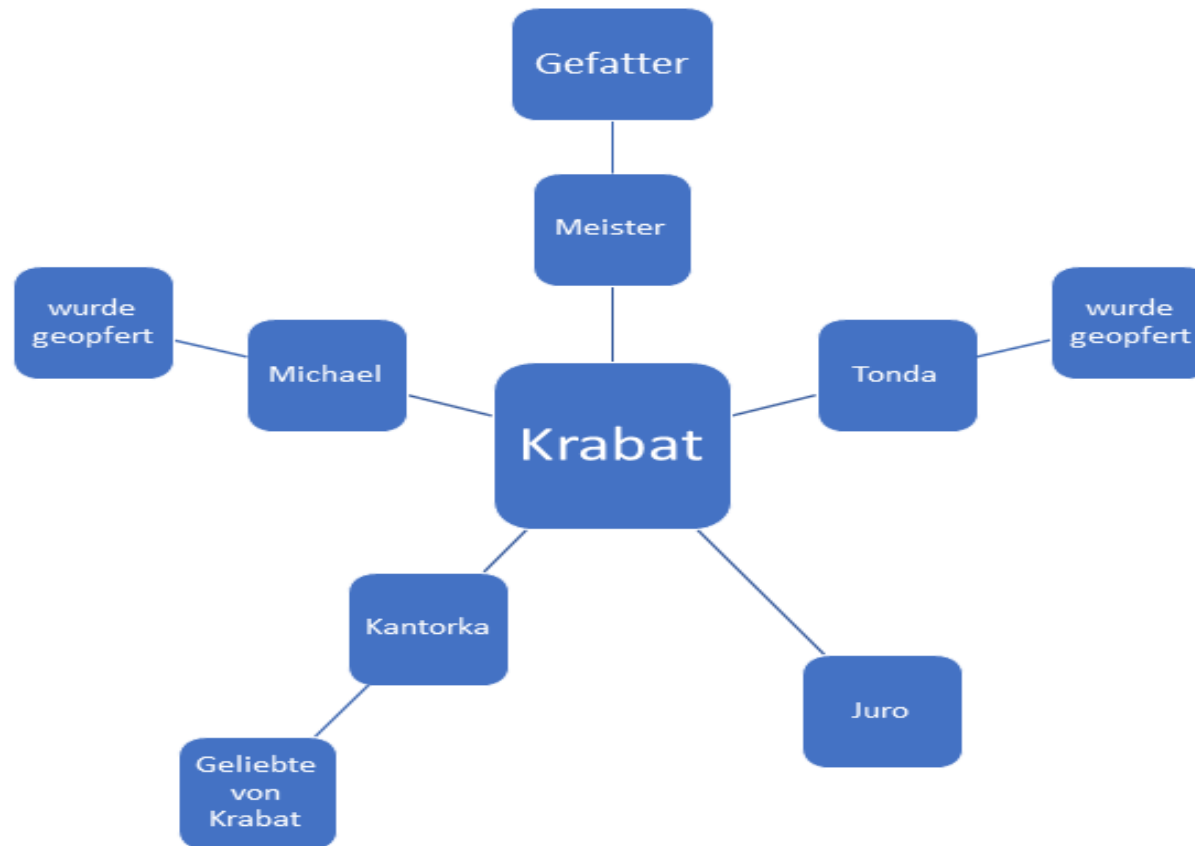 Gefatter
Meister
wurde
geopfert
Michael
Krabat
Tonda
wurde
geopfert
Kantorka
Juro
Geliebte
von
Krabat